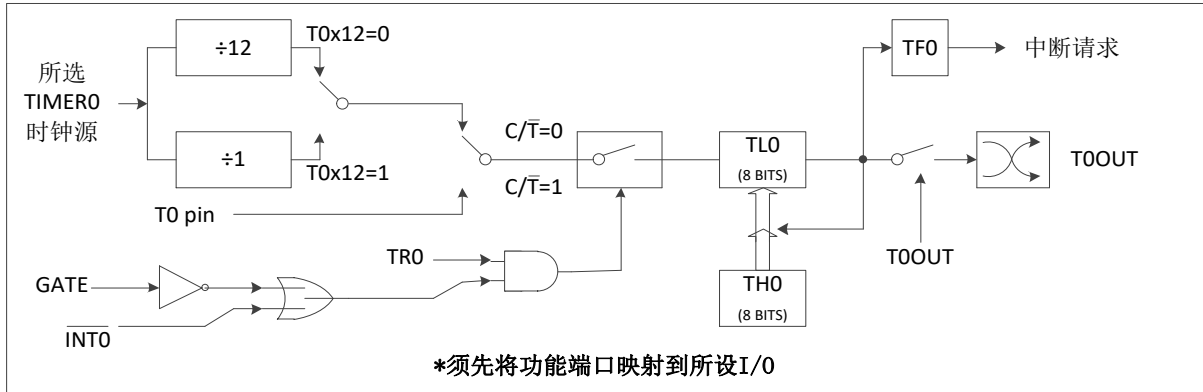 ÷12
T0x12=0
所选
TIMER0
时钟源
÷1
T0x12=1
T0 pin
C/T̅=0
C/T̅=1
TR0
GATE
I̅N̅T̅0̅
TL0
(8 BITS)
TH0
(8 BITS)
TF0
中断请求
T0OUT
T0OUT
*须先将功能端口映射到所设I/O